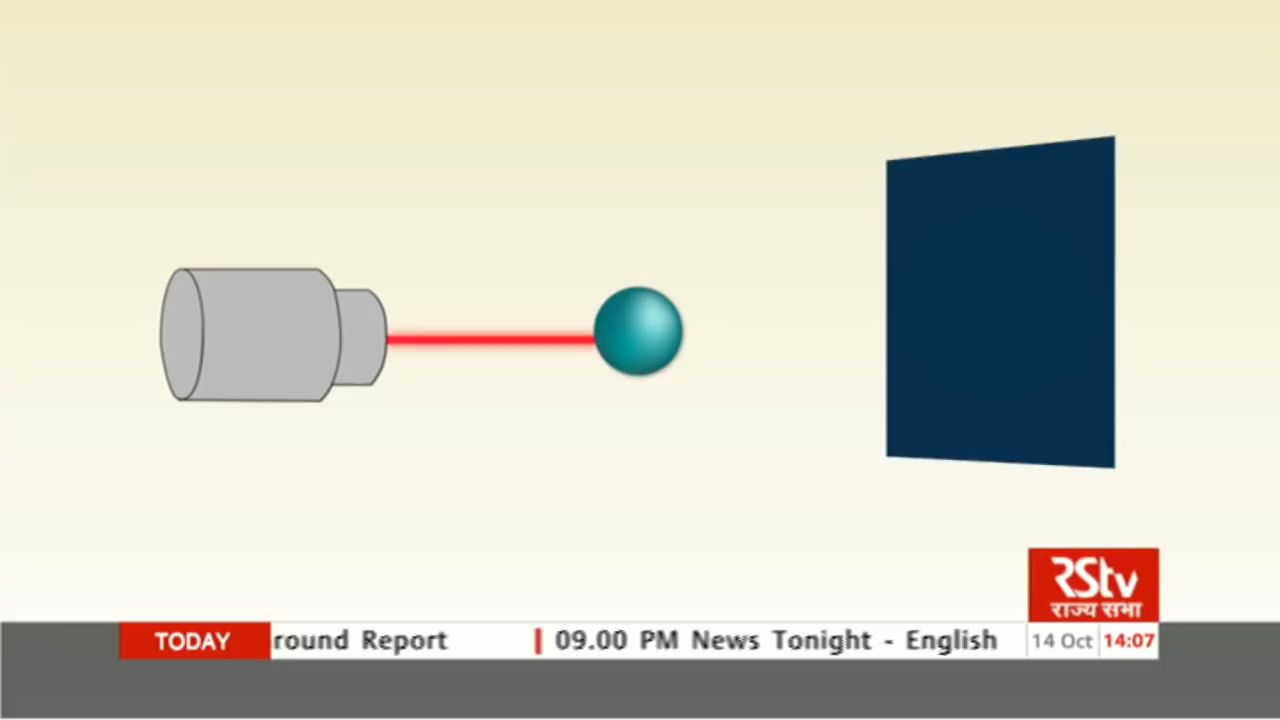 RSTV
राज्य सभा
TODAY
round Report
09.00 PM News Tonight - English
14 Oct
14:07